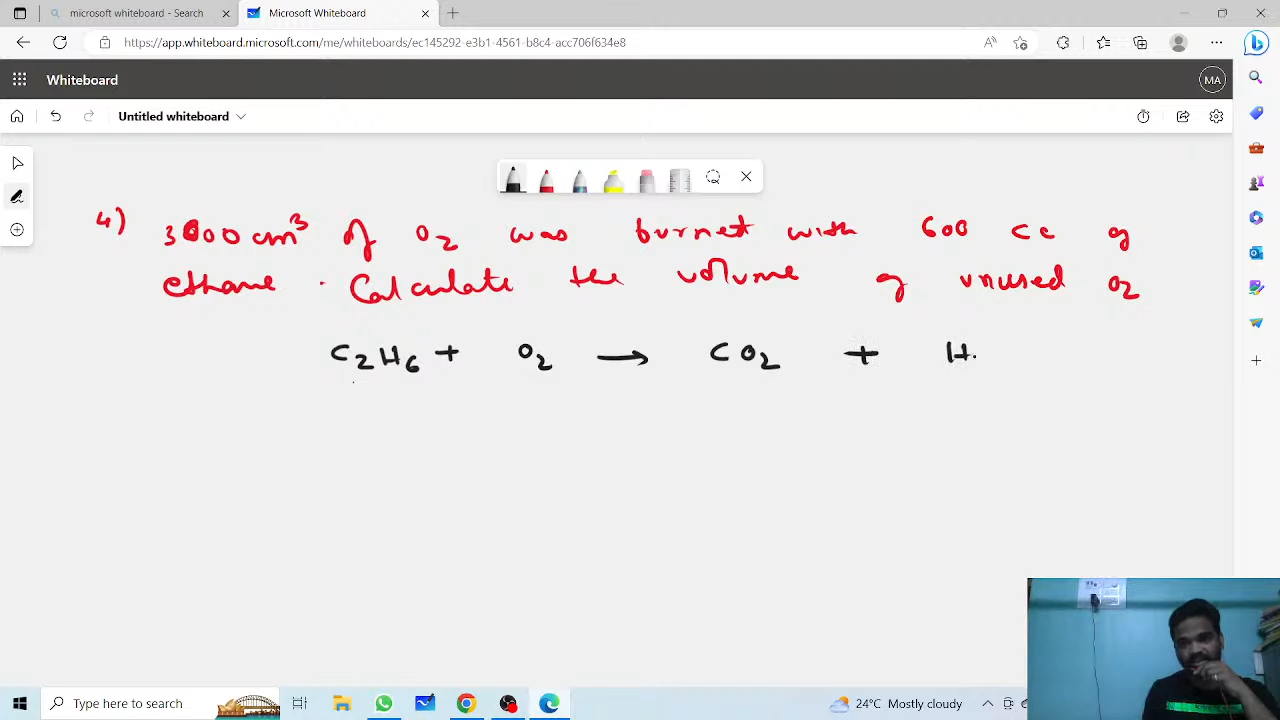 microsoft whiteboard - Search
Microsoft Whiteboard
https://app.whiteboard.microsoft.com/me/whiteboards/ec145292-e3b1-4561-b8c4-acc706f634e8
Whiteboard
MA
Untitled whiteboard
4) 3000 cm³ of O₂ was burnet with 600 cc of
ethane. Calculate the volume of unused O₂
C₂H₆ + O₂ → CO₂ + H
Type here to search
24°C Mostly cloudy